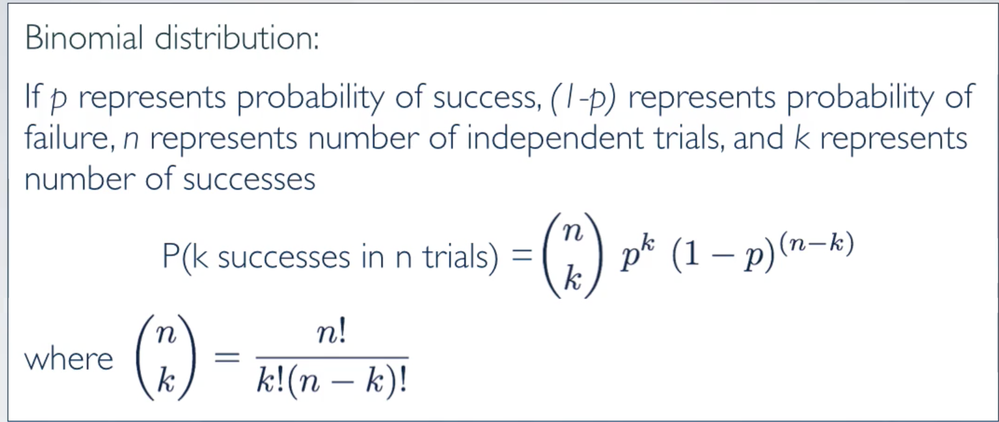 Binomial distribution:
If p represents probability of success, (1-p) represents probability of
failure, n represents number of independent trials, and k represents
number of successes
P(k successes in n trials) = \binom{n}{k} p^k (1 − p)^{(n−k)}
where \binom{n}{k} = \frac{n!}{k!(n − k)!}